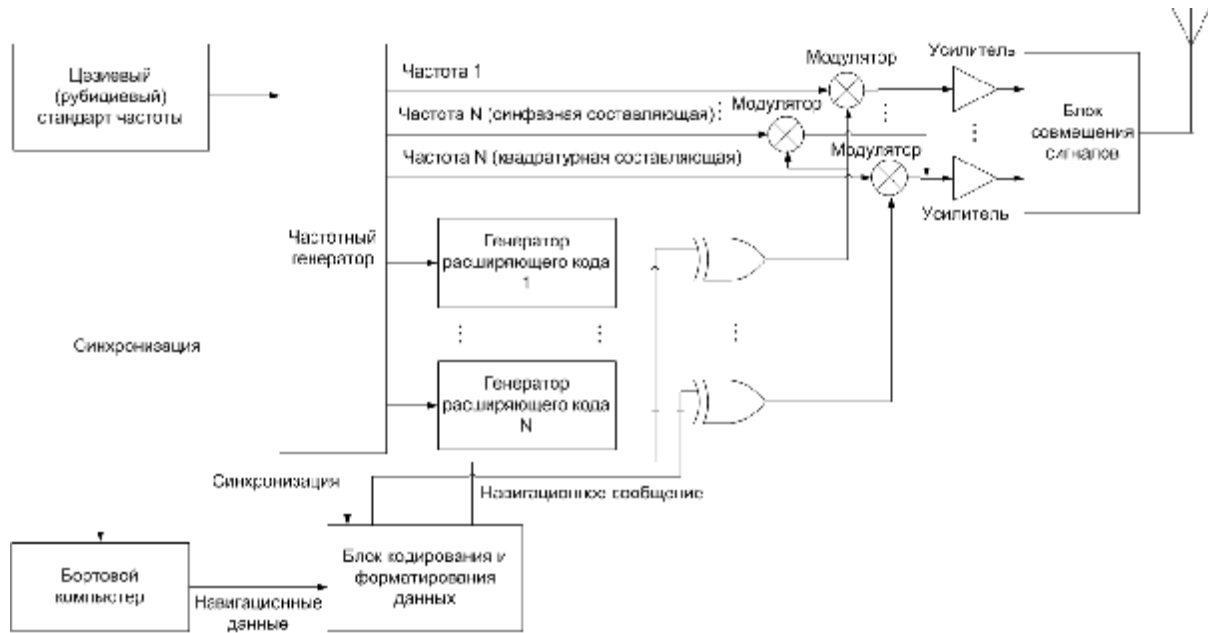 Цезиевый
(рубидиевый)
стандарт частоты
Частота 1
Модулятор
Усилитель
Частота N (синфазная составляющая)
Модулятор
Блок
совмещения
сигналов
Частота N (квадратурная составляющая)
Модулятор
Усилитель
Частотный
генератор
Генератор
расширяющего кода
1
Синхронизация
Генератор
расширяющего кода
N
Синхронизация
Навигационное сообщение
Бортовой
компьютер
Навигационные
данные
Блок кодирования и
форматирования
данных